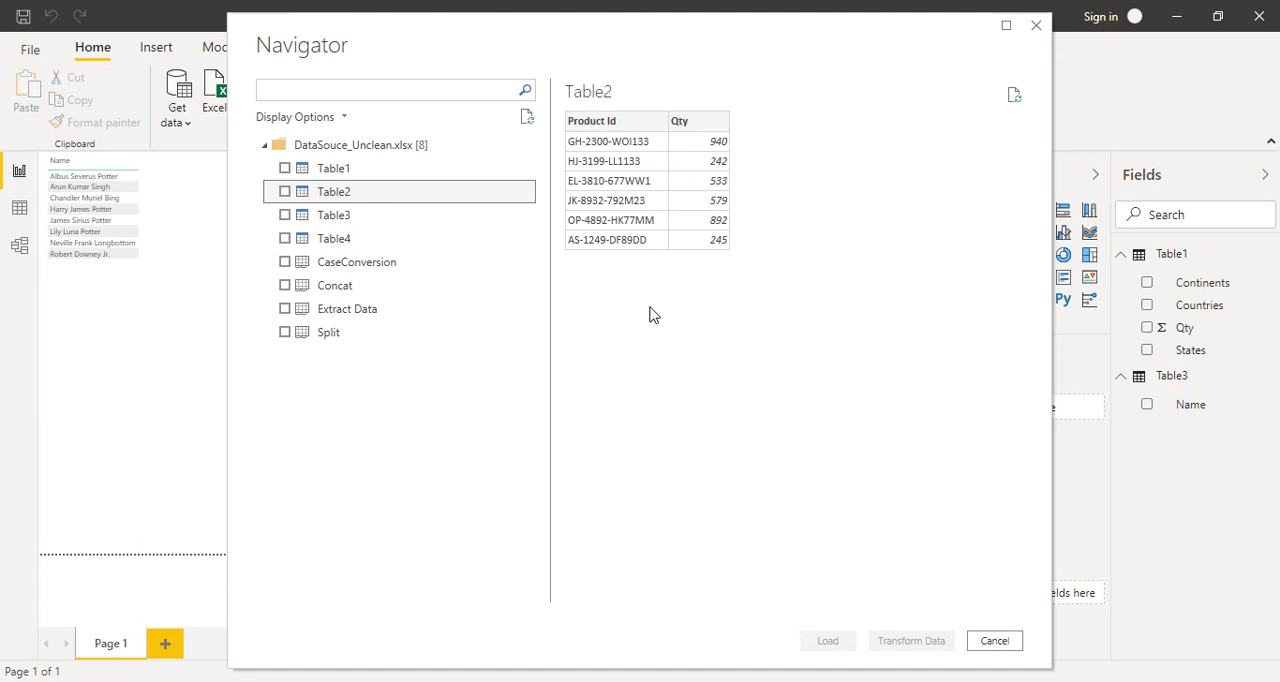 Sign in
Navigator
File
Home
Insert
Mod
Paste
Cut
Copy
Format painter
Clipboard
Get
data
Excel
Display Options
DataSouce_Unclean.xlsx [8]
Table1
Table2
Table3
Table4
CaseConversion
Concat
Extract Data
Split
Table2
Product Id Qty
GH-2300-WOI133 940
HJ-3199-LL1133 242
EL-3810-677WW1 533
JK-8932-792M23 579
OP-4892-HK77MM 892
AS-1249-DF89DD 245
Load
Transform Data
Cancel
Name
Albus Severus Potter
Arun Kumar Singh
Chandler Muriel Bing
Harry James Potter
James Sirius Potter
Lily Luna Potter
Neville Frank Longbottom
Robert Downey Jr.
Py
elds here
Fields
Search
Table1
Continents
Countries
Σ Qty
States
Table3
Name
Page 1
Page 1 of 1